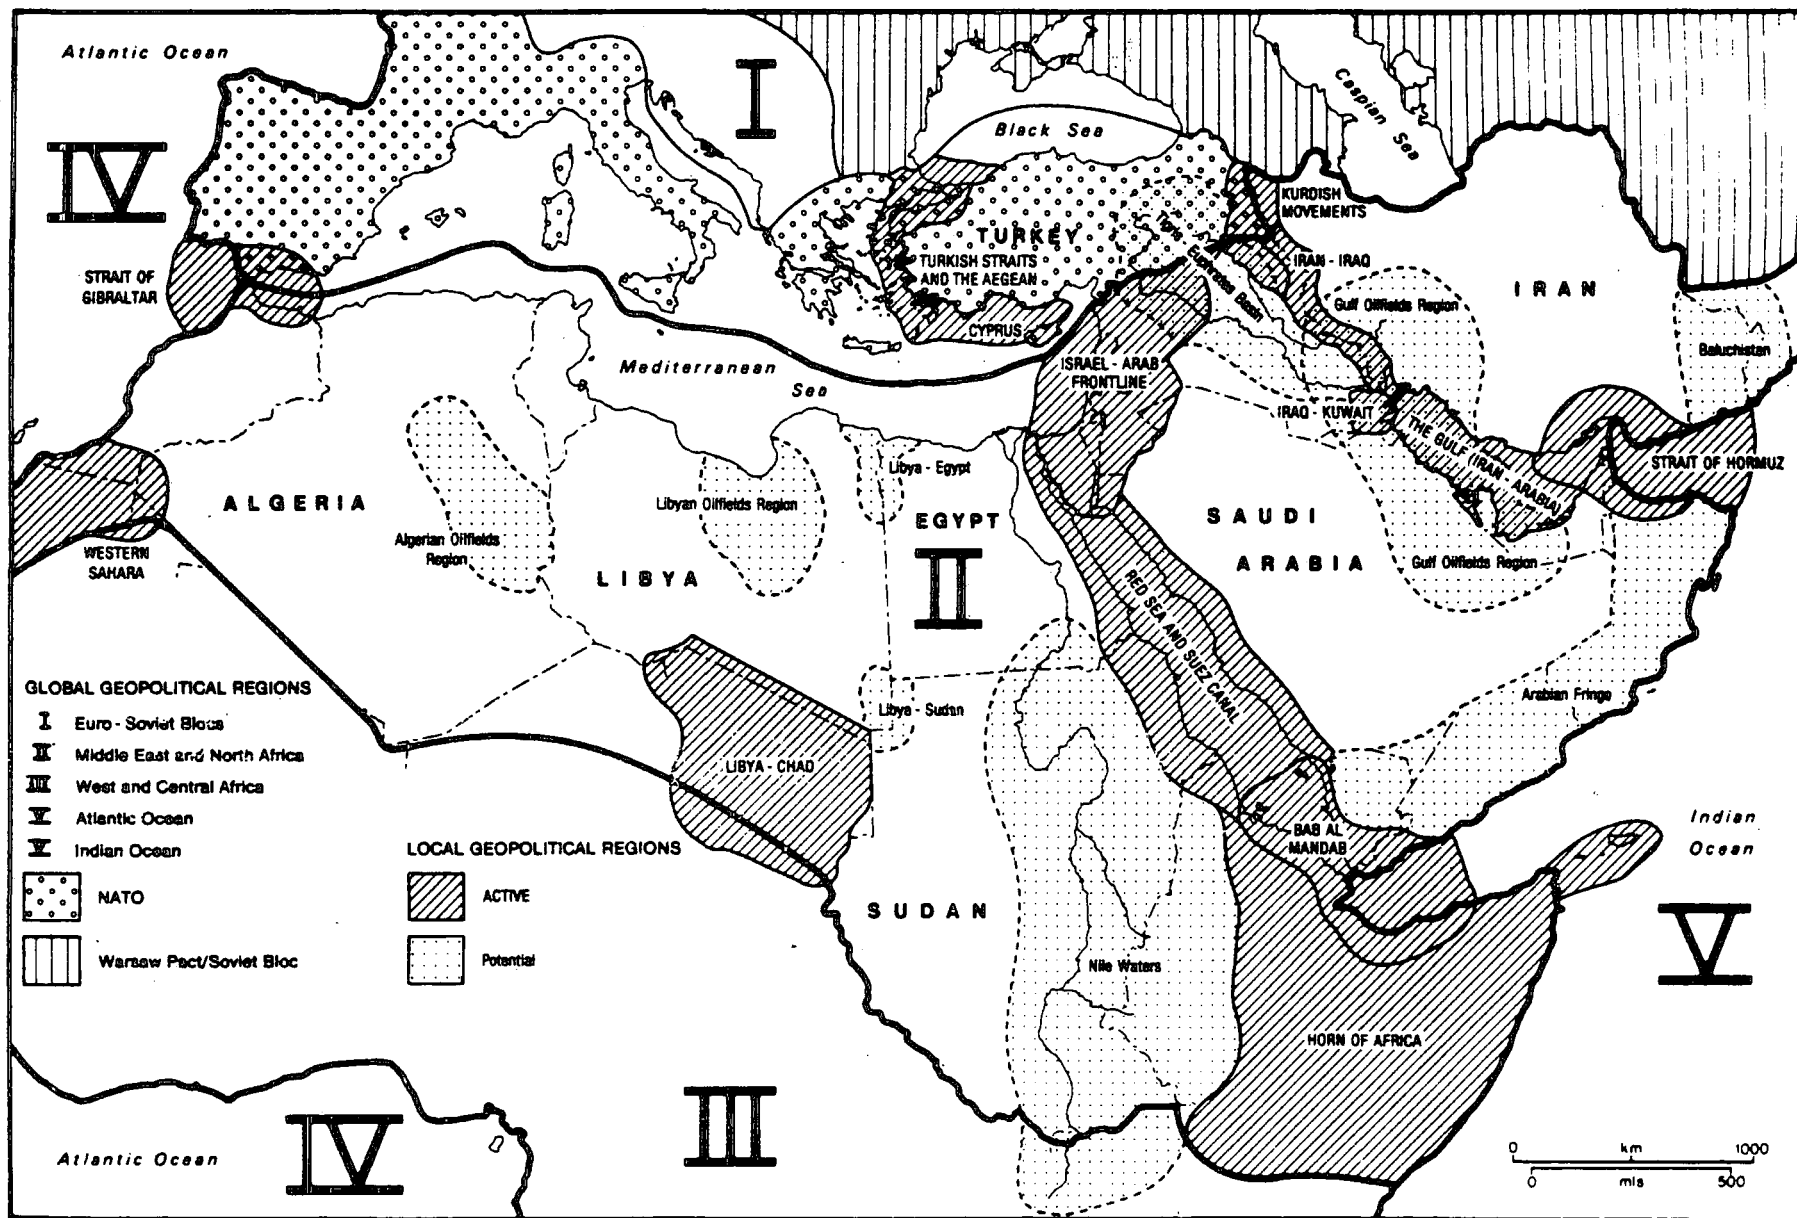 Atlantic Ocean
I
IV
Caspian Sea
Black Sea
KURDISH
MOVEMENTS
TURKEY
Tigris
Euphrates Basin
STRAIT OF
GIBRALTAR
TURKISH STRAITS
AND THE AEGEAN
IRAN - IRAQ
IRAN
Gulf Oilfields Region
CYPRUS
Baluchistan
Mediterranean
Sea
ISRAEL - ARAB
FRONTLINE
IRAQ - KUWAIT
THE GULF (IRAN - ARABIA)
STRAIT OF HORMUZ
Libya - Egypt
ALGERIA
Libyan Oilfields Region
EGYPT
SAUDI
ARABIA
Algerian Oilfields
Region
WESTERN
SAHARA
LIBYA
II
Gulf Oilfields Region
RED SEA AND SUEZ CANAL
Arabian Fringe
Libya - Sudan
LIBYA - CHAD
BAB AL
MANDAB
Indian
Ocean
SUDAN
V
Nile Waters
HORN OF AFRICA
III
IV
Atlantic Ocean
GLOBAL GEOPOLITICAL REGIONS
I Euro - Soviet Blocs
II Middle East and North Africa
III West and Central Africa
V Atlantic Ocean
V Indian Ocean
NATO
Warsaw Pact/Soviet Bloc
LOCAL GEOPOLITICAL REGIONS
ACTIVE
Potential
0 km 1000
0 mls 500